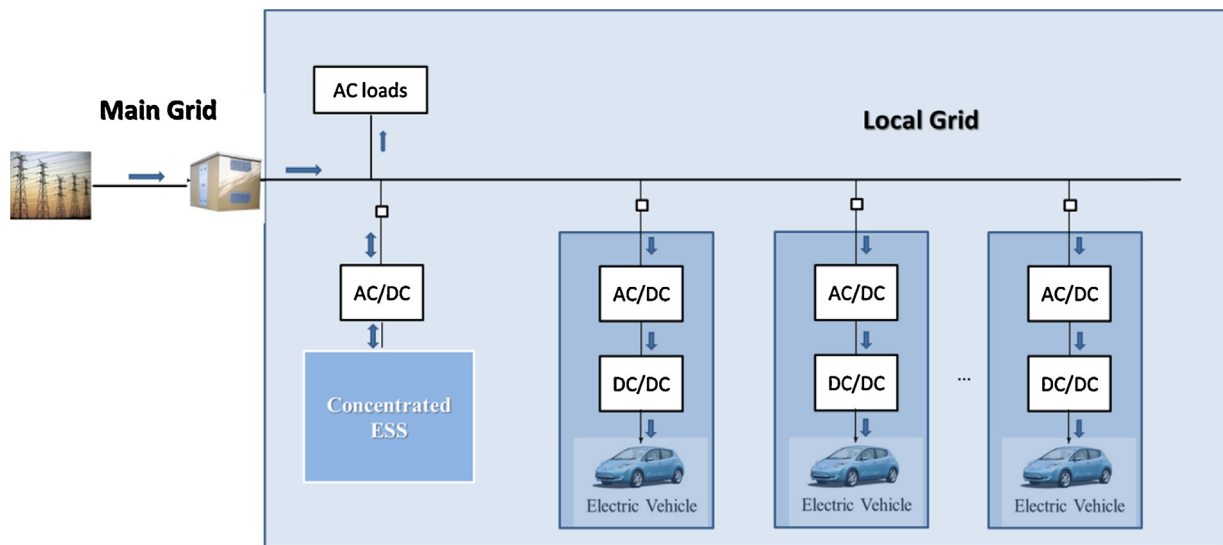 Main Grid
AC loads
Local Grid
AC/DC
AC/DC
AC/DC
AC/DC
DC/DC
DC/DC
...
DC/DC
Concentrated
ESS
Electric Vehicle
Electric Vehicle
Electric Vehicle